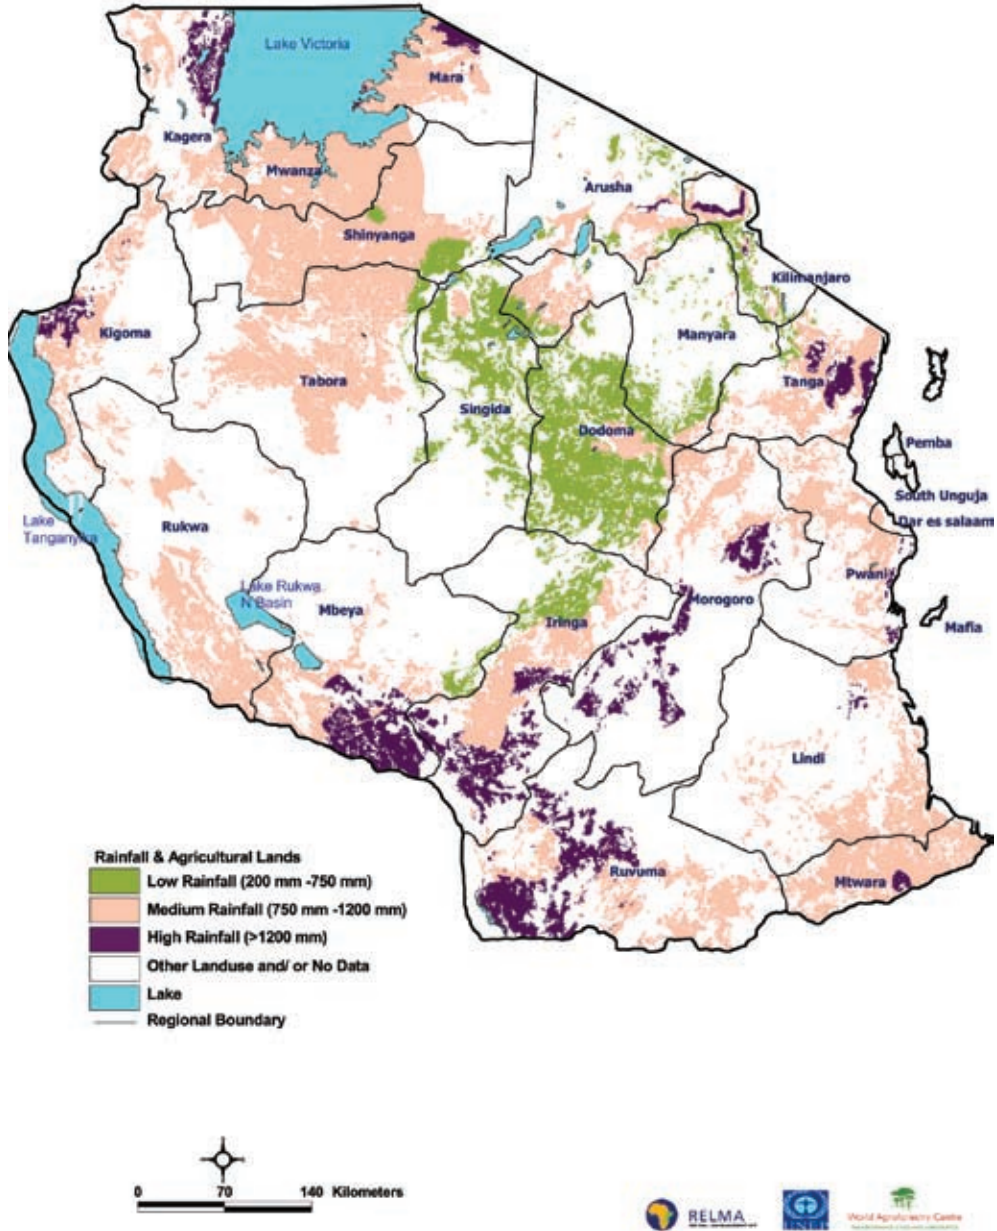 Lake Victoria
Mara
Kagera
Mwanza
Arusha
Shinyanga
Kilimanjaro
Kigoma
Manyara
Tabora
Tanga
Singida
Dodoma
Pemba
South Unguja
Lake
Tanganyika
Rukwa
Dar es salaam
Pwani
Lake Rukwa
N Basin
Mbeya
Morogoro
Iringa
Mafia
Lindi
Ruvuma
Mtwara
Rainfall & Agricultural Lands
Low Rainfall (200 mm -750 mm)
Medium Rainfall (750 mm -1200 mm)
High Rainfall (>1200 mm)
Other Landuse and/ or No Data
Lake
Regional Boundary
0 70 140 Kilometers
RELMA
UNEP
World Agroforestry Centre